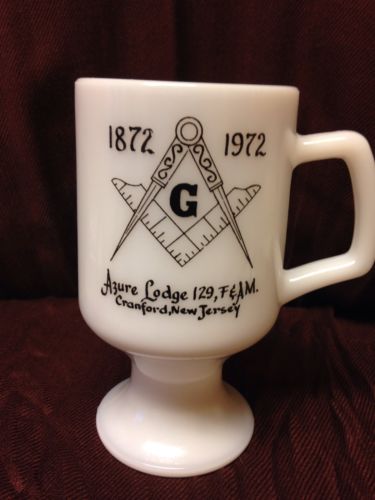 1872 1972
G
Azure Lodge 129, F&AM.
Cranford, New Jersey